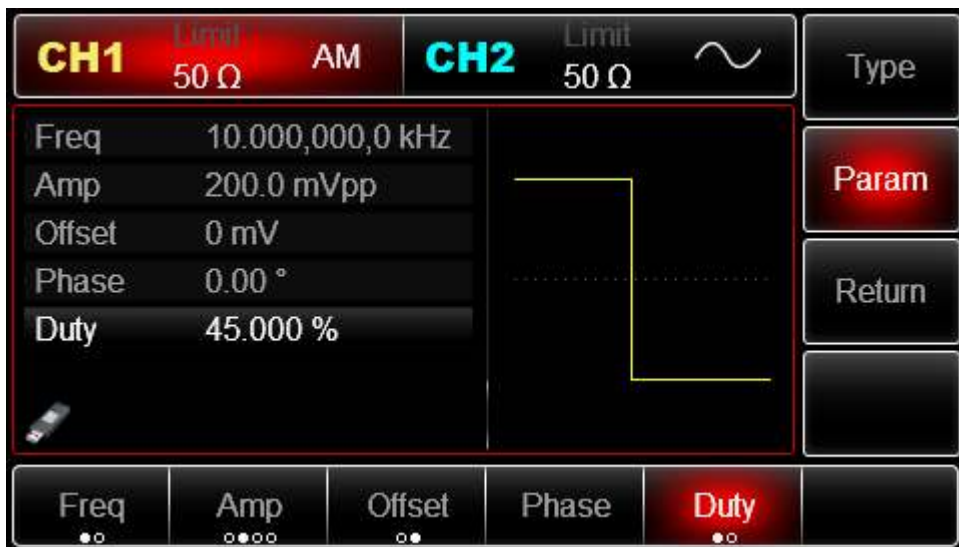 CH1 Limit 50 Ω AM
CH2 Limit 50 Ω
Type
Freq 10.000,000,0 kHz
Amp 200.0 mVpp
Offset 0 mV
Phase 0.00 °
Duty 45.000 %
Param
Return
Freq Amp Offset Phase Duty